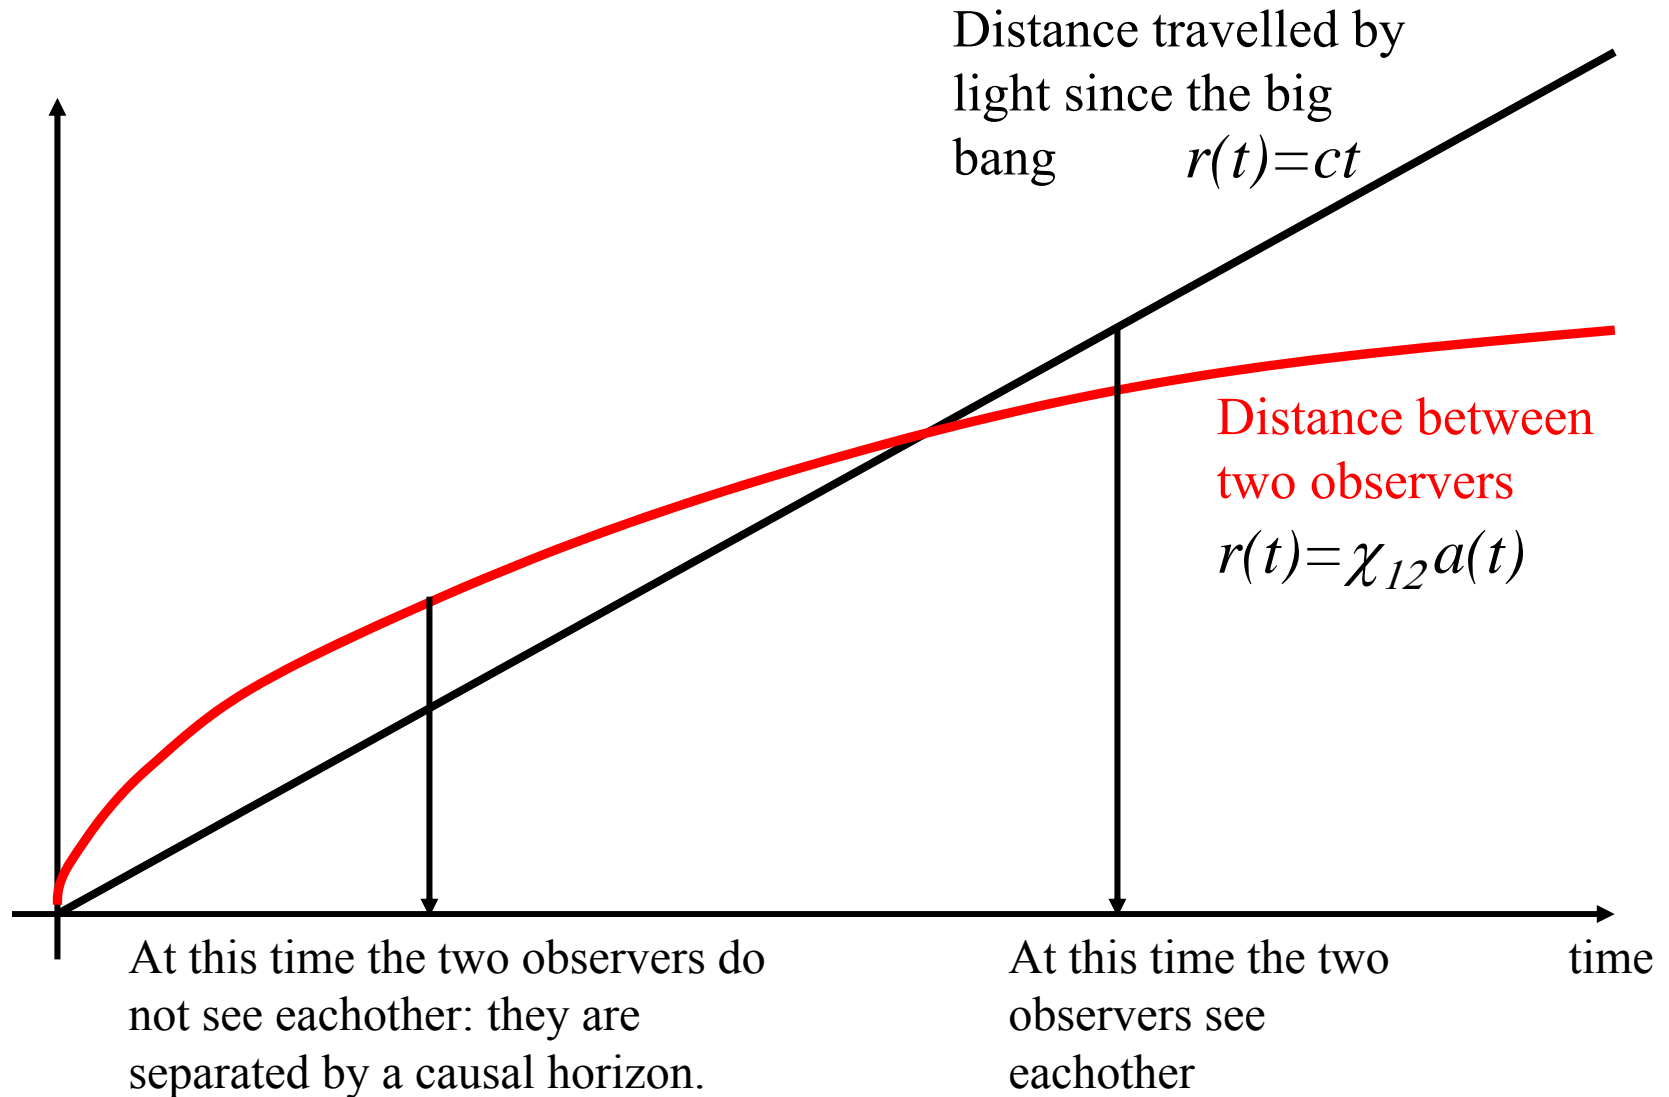 Distance travelled by
light since the big
bang r(t)=ct
Distance between
two observers
r(t)=χ₁₂a(t)
At this time the two observers do
not see eachother: they are
separated by a causal horizon.
At this time the two
observers see
eachother
time